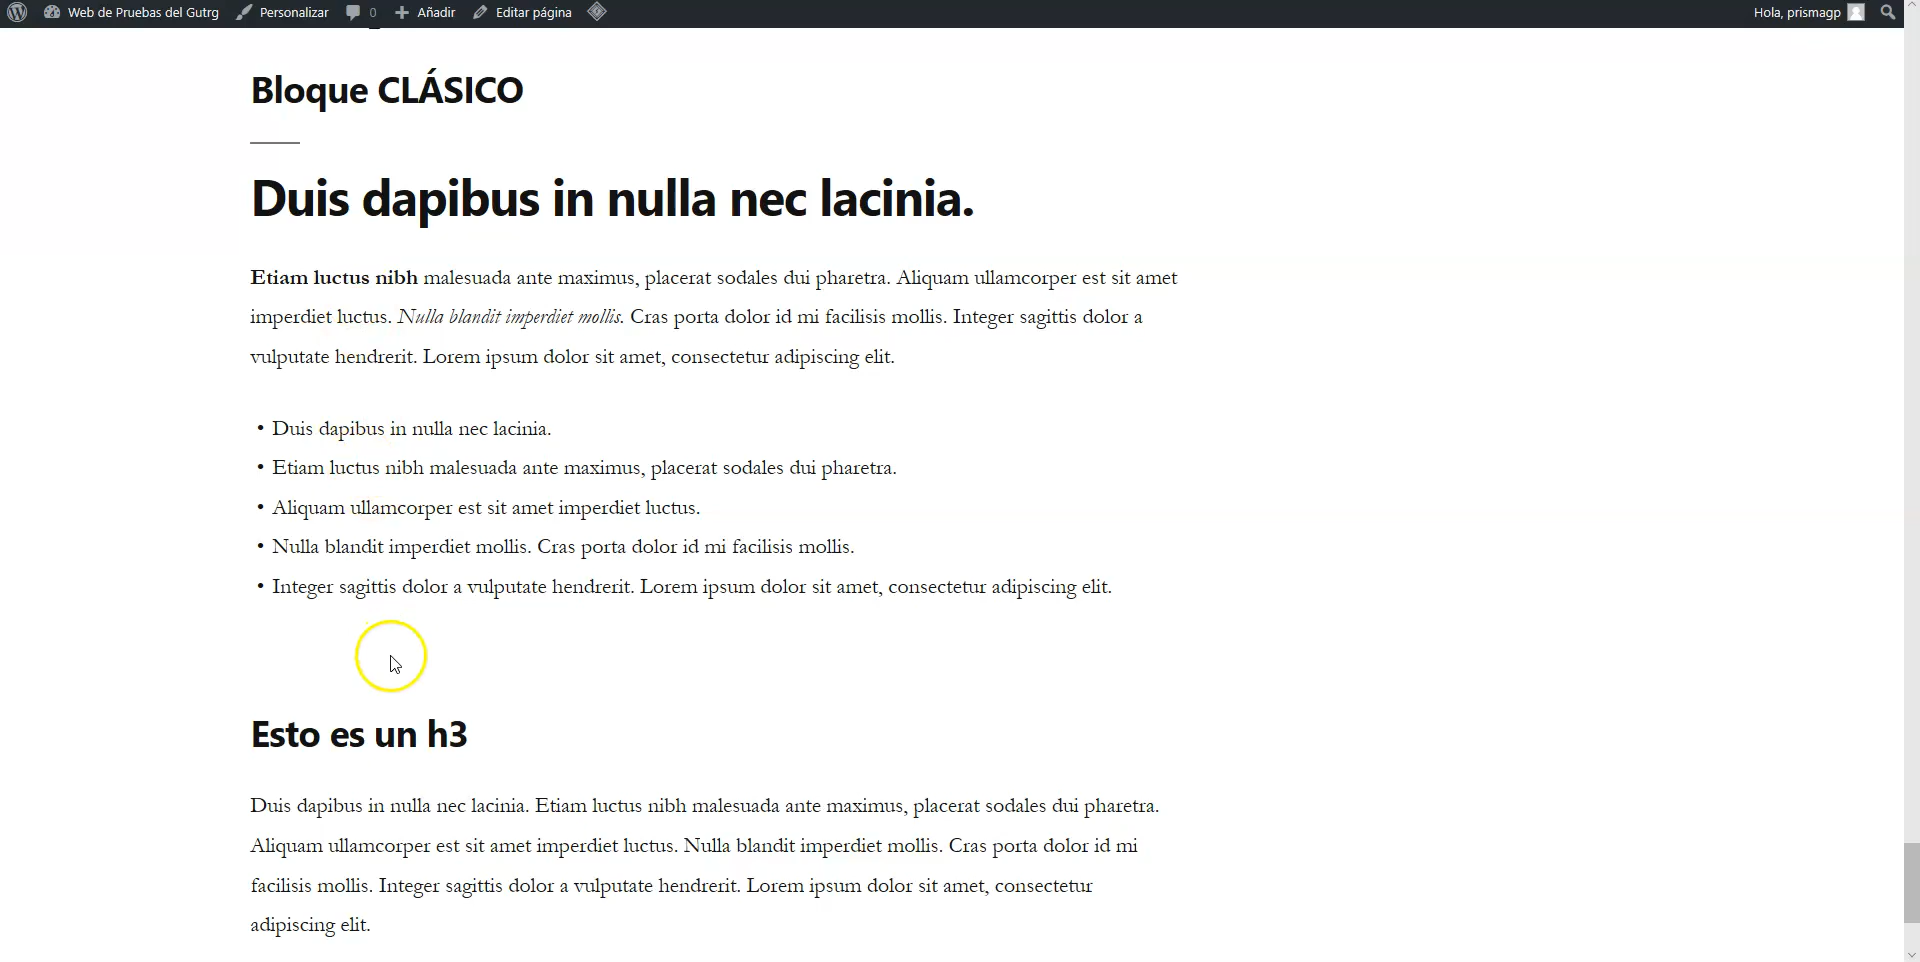 Web de Pruebas del Gutrg Personalizar 0 Añadir Editar página Hola, prismagp
Bloque CLÁSICO
Duis dapibus in nulla nec lacinia.
Etiam luctus nibh malesuada ante maximus, placerat sodales dui pharetra. Aliquam ullamcorper est sit amet
imperdiet luctus. Nulla blandit imperdiet mollis. Cras porta dolor id mi facilisis mollis. Integer sagittis dolor a
vulputate hendrerit. Lorem ipsum dolor sit amet, consectetur adipiscing elit.
• Duis dapibus in nulla nec lacinia.
• Etiam luctus nibh malesuada ante maximus, placerat sodales dui pharetra.
• Aliquam ullamcorper est sit amet imperdiet luctus.
• Nulla blandit imperdiet mollis. Cras porta dolor id mi facilisis mollis.
• Integer sagittis dolor a vulputate hendrerit. Lorem ipsum dolor sit amet, consectetur adipiscing elit.
Esto es un h3
Duis dapibus in nulla nec lacinia. Etiam luctus nibh malesuada ante maximus, placerat sodales dui pharetra.
Aliquam ullamcorper est sit amet imperdiet luctus. Nulla blandit imperdiet mollis. Cras porta dolor id mi
facilisis mollis. Integer sagittis dolor a vulputate hendrerit. Lorem ipsum dolor sit amet, consectetur
adipiscing elit.